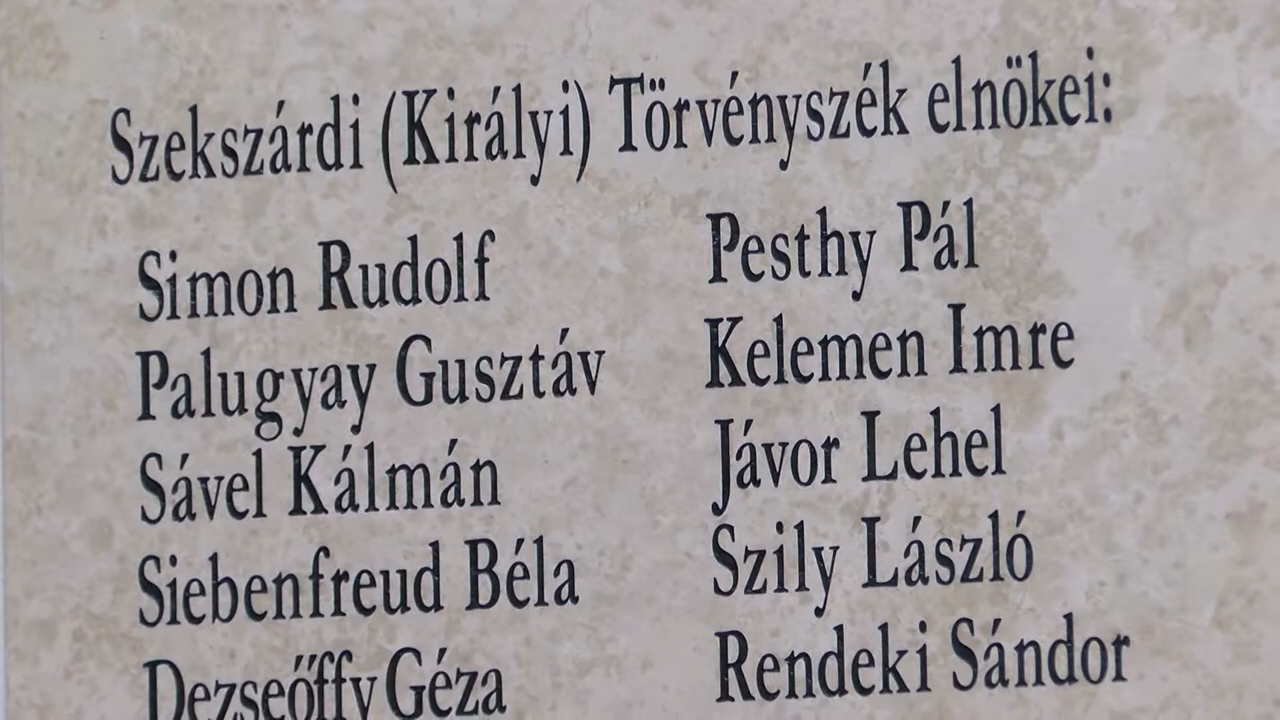 Szekszárdi (Királyi) Törvényszék elnökei:
Simon Rudolf
Palugyay Gusztáv
Sável Kálmán
Siebenfreud Béla
Dezseőffy Géza
Pesthy Pál
Kelemen Imre
Jávor Lehel
Szily László
Rendeki Sándor